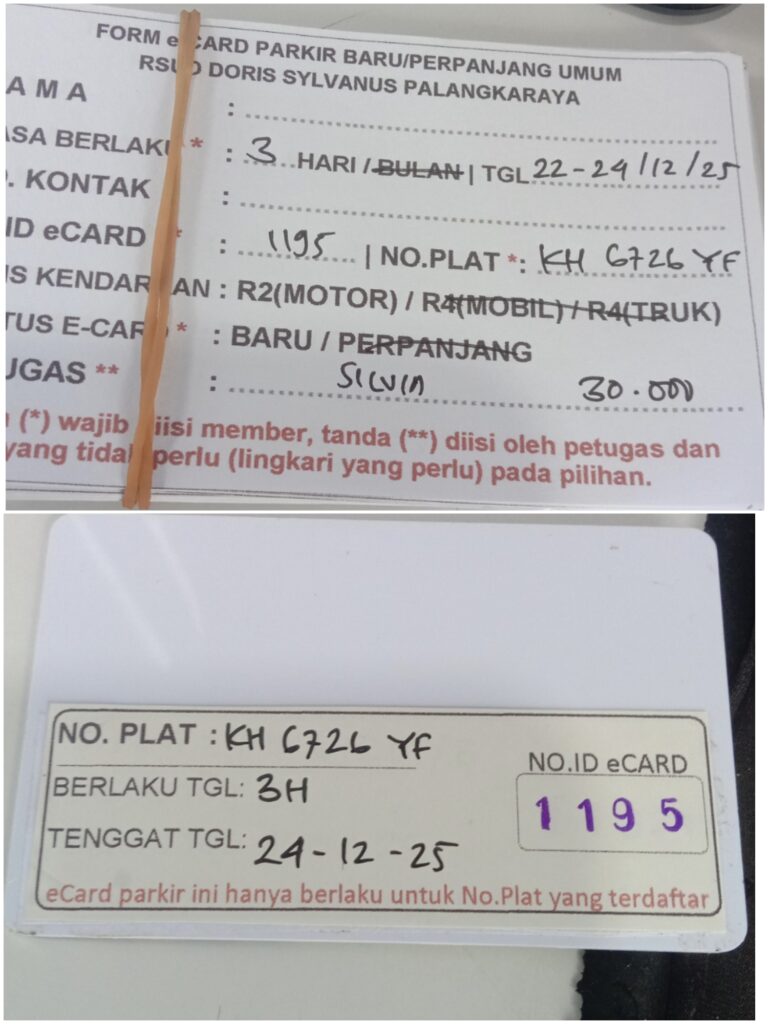 FORM eCARD PARKIR BARU/PERPANJANG UMUM
RSUD DORIS SYLVANUS PALANGKARAYA
AMA : 
ASA BERLAKU * : 3 HARI / BULAN | TGL 22-24/12/25
. KONTAK :
ID eCARD * : 1195 | NO.PLAT *: KH 6726 YF
IS KENDARAAN : R2(MOTOR) / R4(MOBIL) / R4(TRUK)
TUS E-CARD * : BARU / PERPANJANG
UGAS ** : SILVIA 30.000
(*) wajib diisi member, tanda (**) diisi oleh petugas dan
yang tidak perlu (lingkari yang perlu) pada pilihan.
NO. PLAT : KH 6726 YF
BERLAKU TGL: 3H
TENGGAT TGL: 24-12-25
NO.ID eCARD
1195
eCard parkir ini hanya berlaku untuk No.Plat yang terdaftar